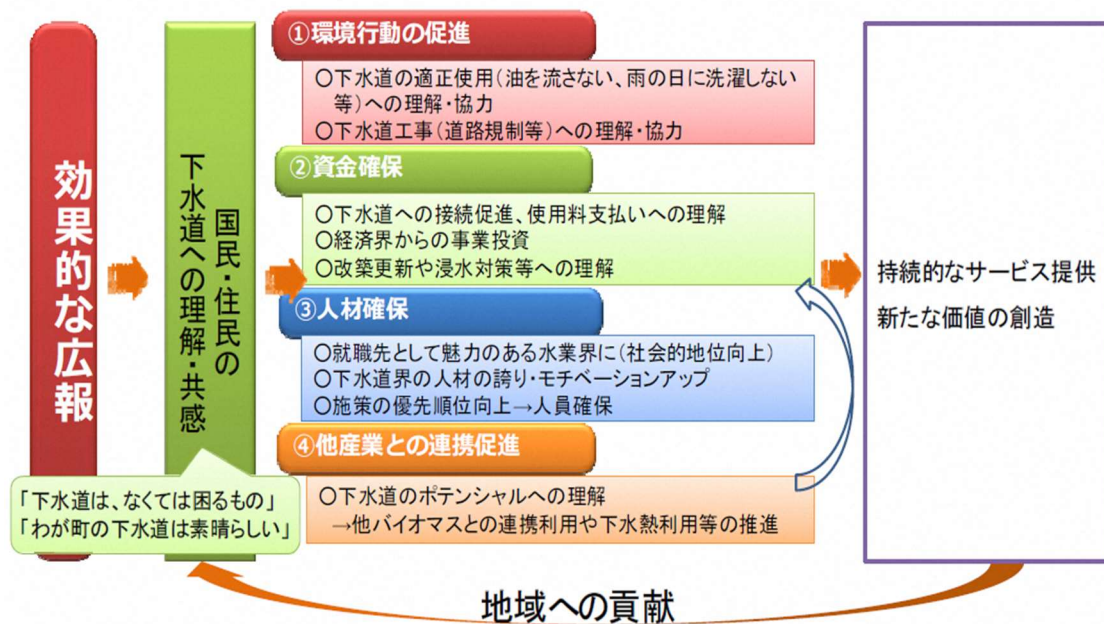 効果的な広報
国民・住民の
下水道への理解・共感
「下水道は、なくては困るもの」
「わが町の下水道は素晴らしい」
①環境行動の促進
○下水道の適正使用(油を流さない、雨の日に洗濯しない
等)への理解・協力
○下水道工事(道路規制等)への理解・協力
②資金確保
○下水道への接続促進、使用料支払いへの理解
○経済界からの事業投資
○改築更新や浸水対策等への理解
③人材確保
○就職先として魅力のある水業界に(社会的地位向上)
○下水道界の人材の誇り・モチベーションアップ
○施策の優先順位向上→人員確保
④他産業との連携促進
○下水道のポテンシャルへの理解
→他バイオマスとの連携利用や下水熱利用等の推進
持続的なサービス提供
新たな価値の創造
地域への貢献